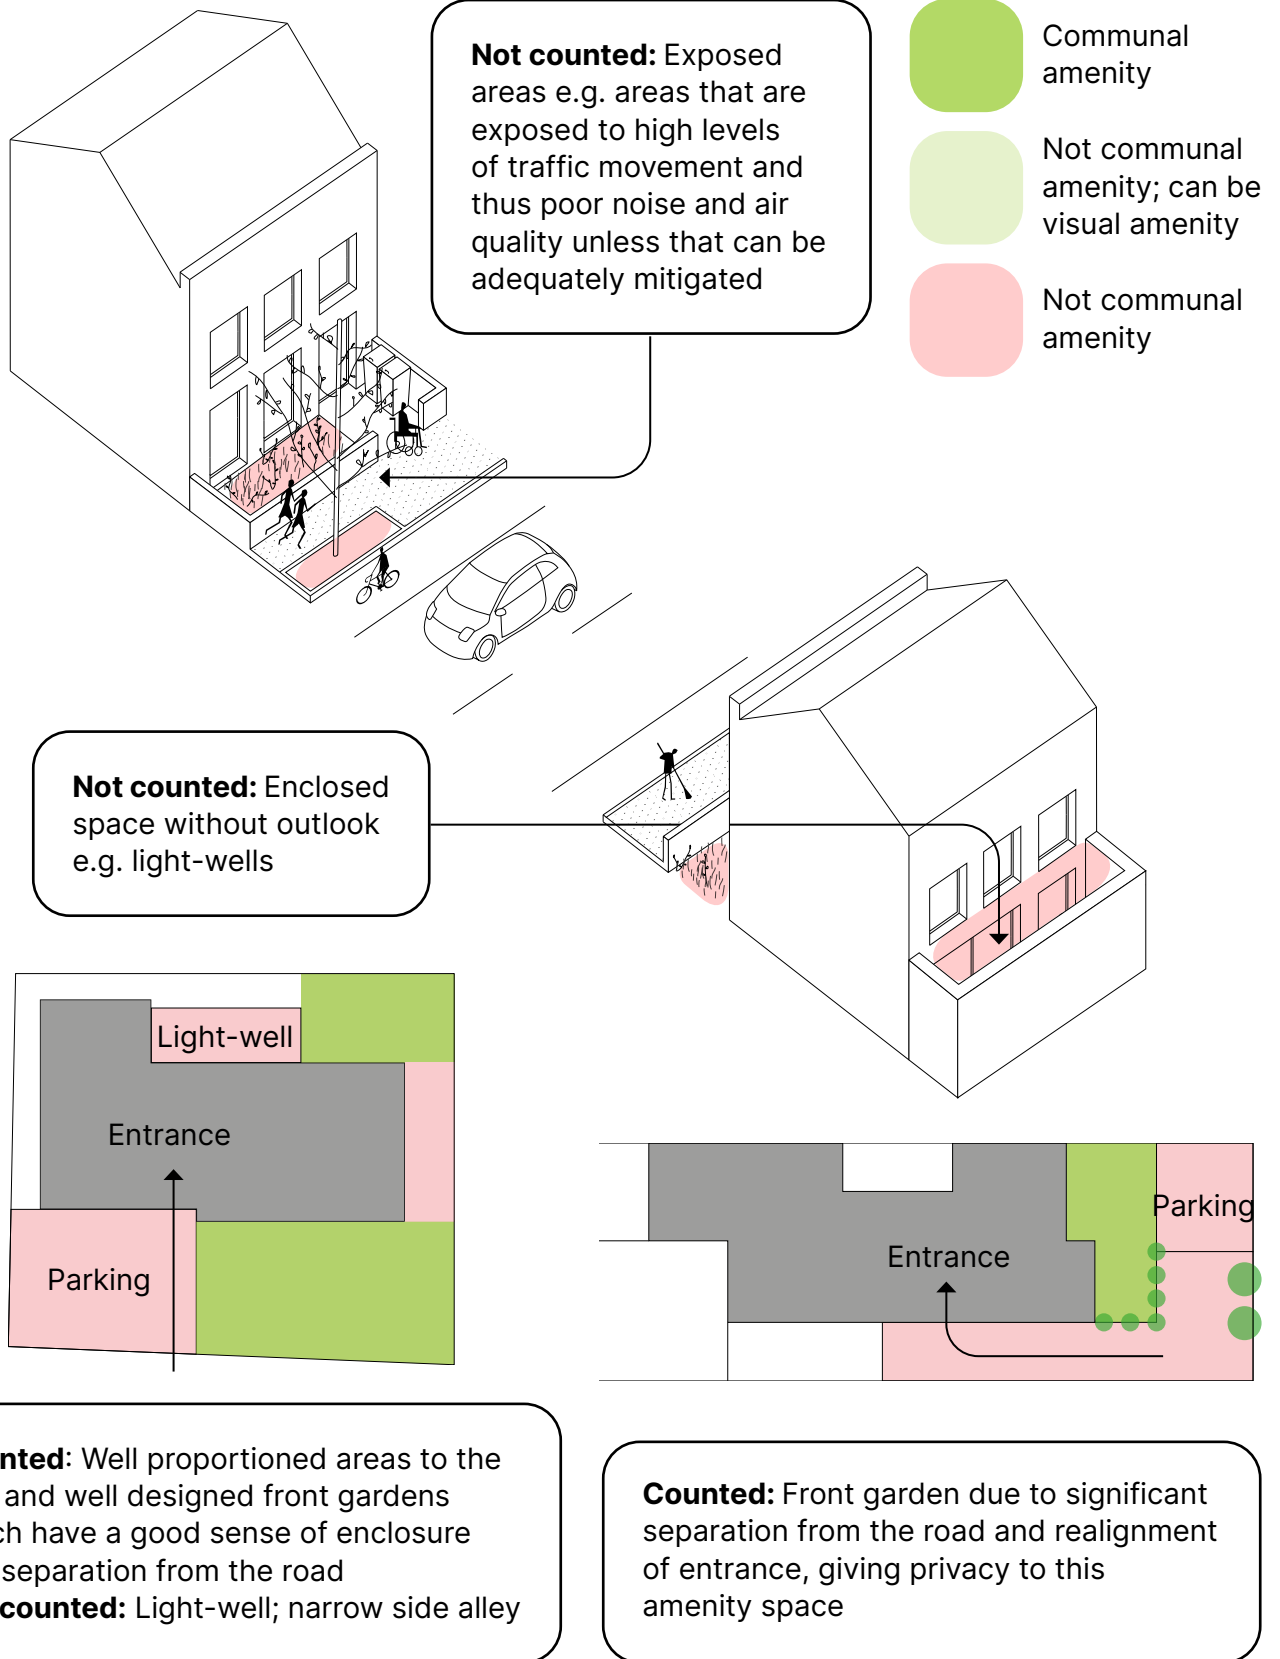 Not counted: Exposed
areas e.g. areas that are
exposed to high levels
of traffic movement and
thus poor noise and air
quality unless that can be
adequately mitigated
Communal
amenity
Not communal
amenity; can be
visual amenity
Not communal
amenity
Not counted: Enclosed
space without outlook
e.g. light-wells
Light-well
Entrance
Parking
Parking
Entrance
nted: Well proportioned areas to the
and well designed front gardens
ch have a good sense of enclosure
separation from the road
counted: Light-well; narrow side alley
Counted: Front garden due to significant
separation from the road and realignment
of entrance, giving privacy to this
amenity space